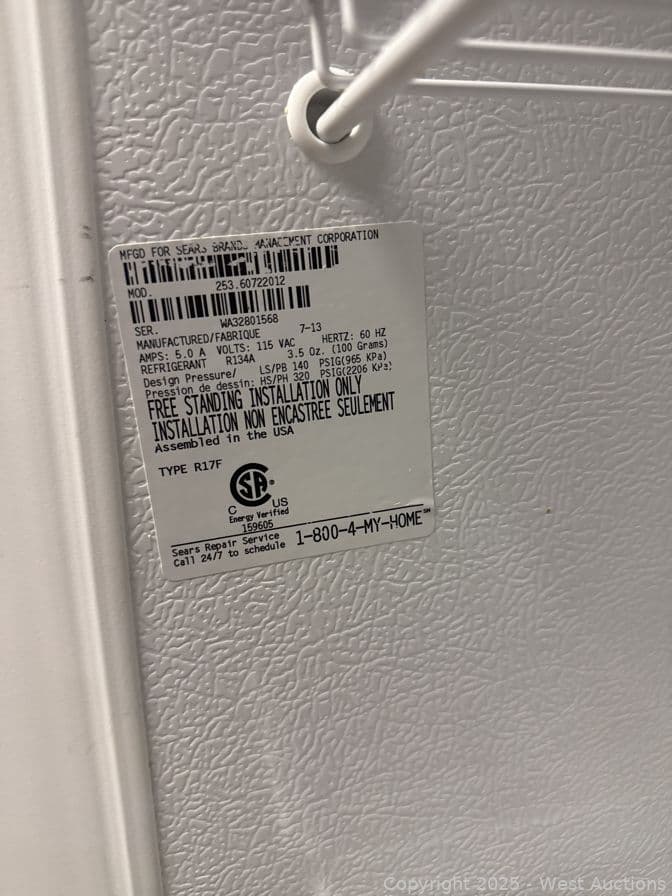 MFGD FOR SEARS BRANDS MANAGEMENT CORPORATION
MOD. 253.60722012
SER. WA32801568
MANUFACTURED/FABRIQUE 7-13
AMPS: 5.0 A VOLTS: 115 VAC HERTZ: 60 HZ
REFRIGERANT R134A 3.5 Oz. (100 Grams)
Design Pressure/ LS/PB 140 PSIG(965 KPa)
Pression de dessin: HS/PH 320 PSIG(2206 KPa)
FREE STANDING INSTALLATION ONLY
INSTALLATION NON ENCASTREE SEULEMENT
Assembled in the USA
TYPE R17F
CSA®
C US
Energy Verified
159605
Sears Repair Service
Call 24/7 to schedule 1-800-4-MY-HOME℠
Copyright 2025 - West Auctions